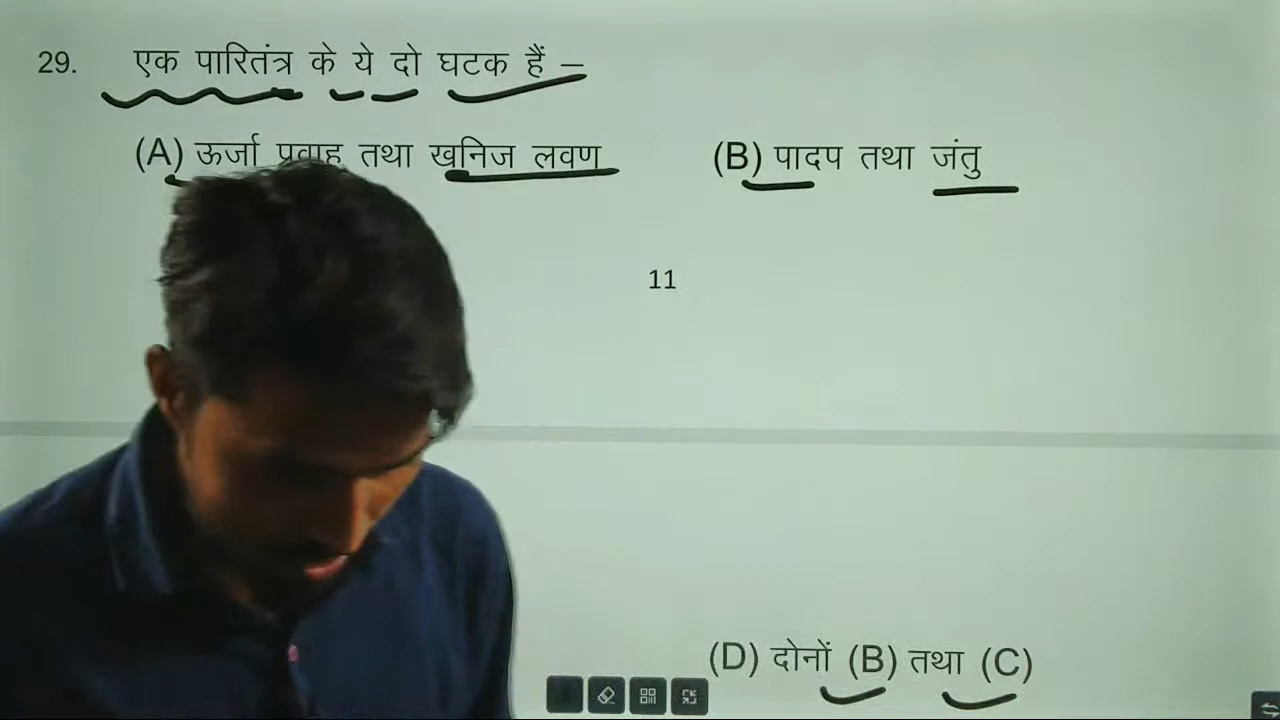 29. एक पारितंत्र के ये दो घटक हैं –
(A) ऊर्जा प्रवाह तथा खनिज लवण (B) पादप तथा जंतु
11
(D) दोनों (B) तथा (C)